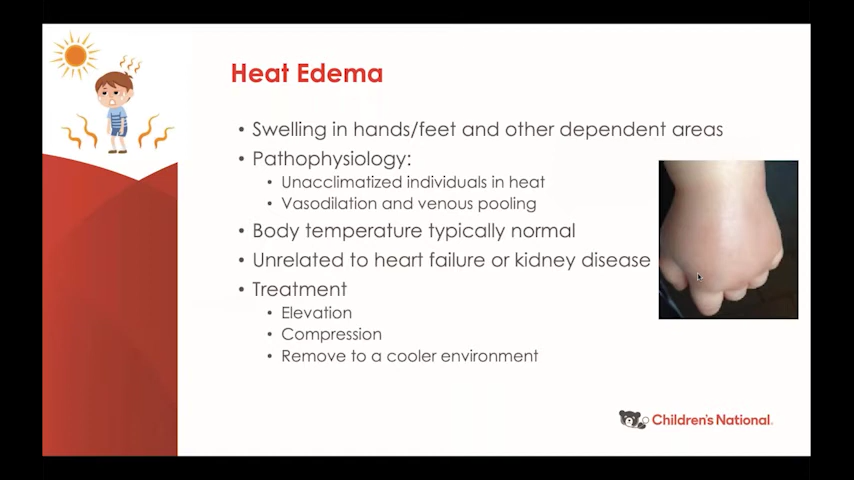 Heat Edema
• Swelling in hands/feet and other dependent areas
• Pathophysiology:
• Unacclimatized individuals in heat
• Vasodilation and venous pooling
• Body temperature typically normal
• Unrelated to heart failure or kidney disease
• Treatment
• Elevation
• Compression
• Remove to a cooler environment
Children's National